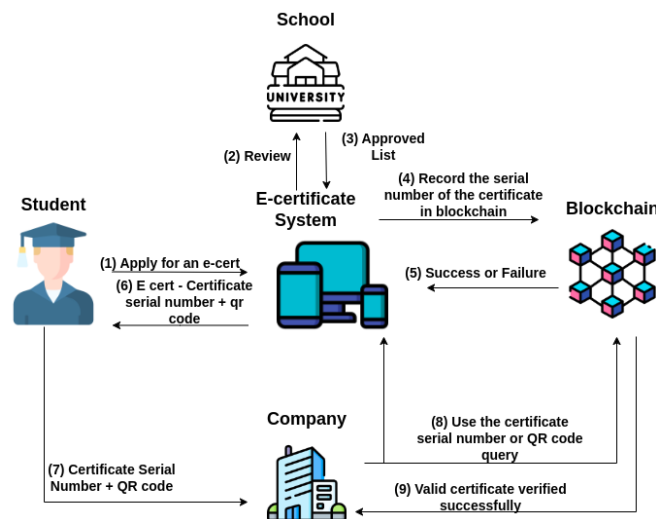 School
UNIVERSITY
(2) Review
(3) Approved
List
Student
E-certificate
System
(4) Record the serial
number of the certificate
in blockchain
Blockchain
(1) Apply for an e-cert
(6) E cert - Certificate
serial number + qr
code
(5) Success or Failure
Company
(7) Certificate Serial
Number + QR code
(8) Use the certificate
serial number or QR code
query
(9) Valid certificate verified
successfully